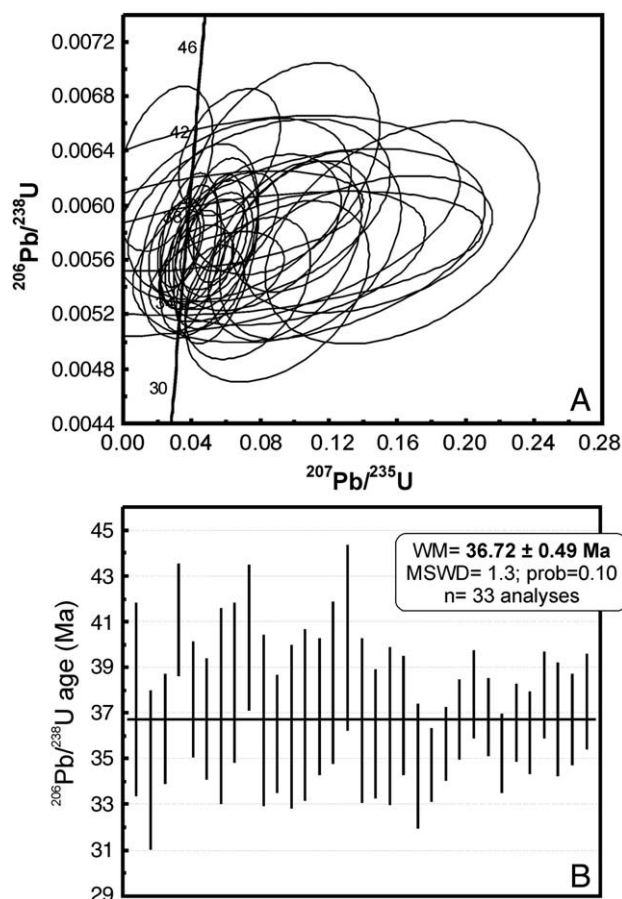 0.0072
0.0068
0.0064
0.0060
0.0056
0.0052
0.0048
0.0044
206Pb/238U
46
42
30
A
0.00 0.04 0.08 0.12 0.16 0.20 0.24 0.28
207Pb/235U
45
43
41
39
37
35
33
31
29
206Pb/238U age (Ma)
WM= 36.72 ± 0.49 Ma
MSWD= 1.3; prob=0.10
n= 33 analyses
B